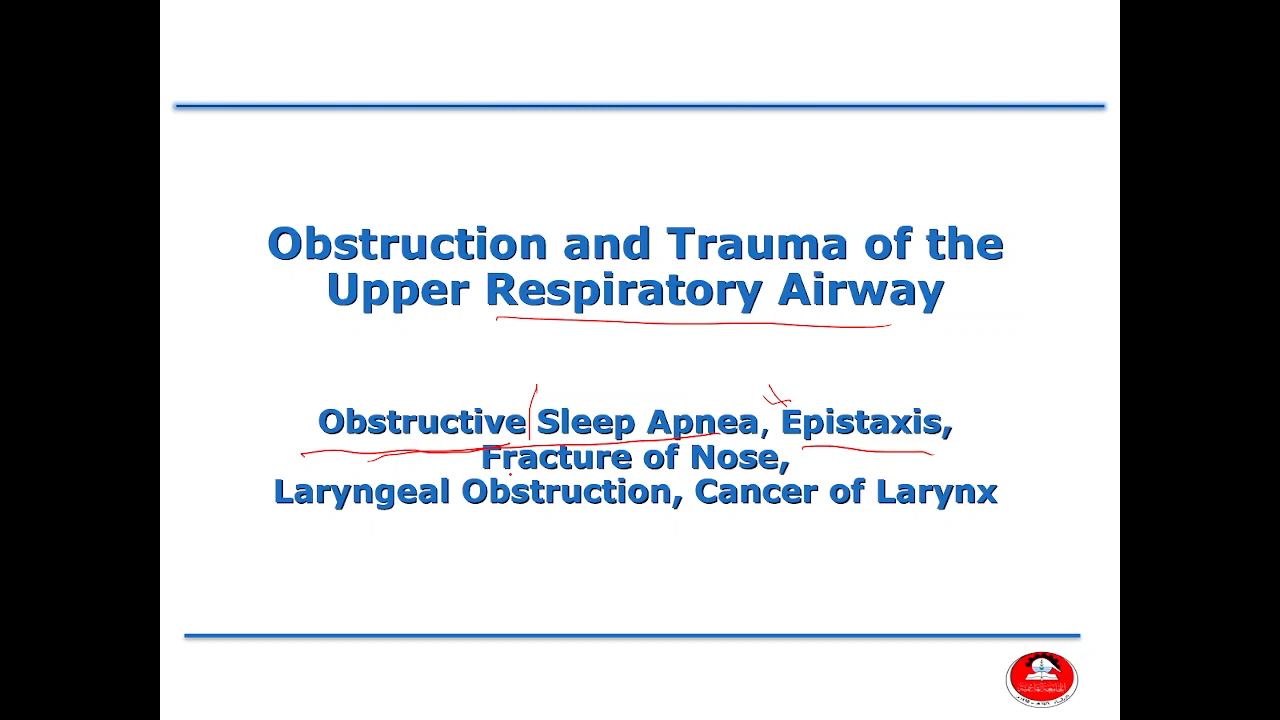 Obstruction and Trauma of the
Upper Respiratory Airway
Obstructive Sleep Apnea, Epistaxis,
Fracture of Nose,
Laryngeal Obstruction, Cancer of Larynx